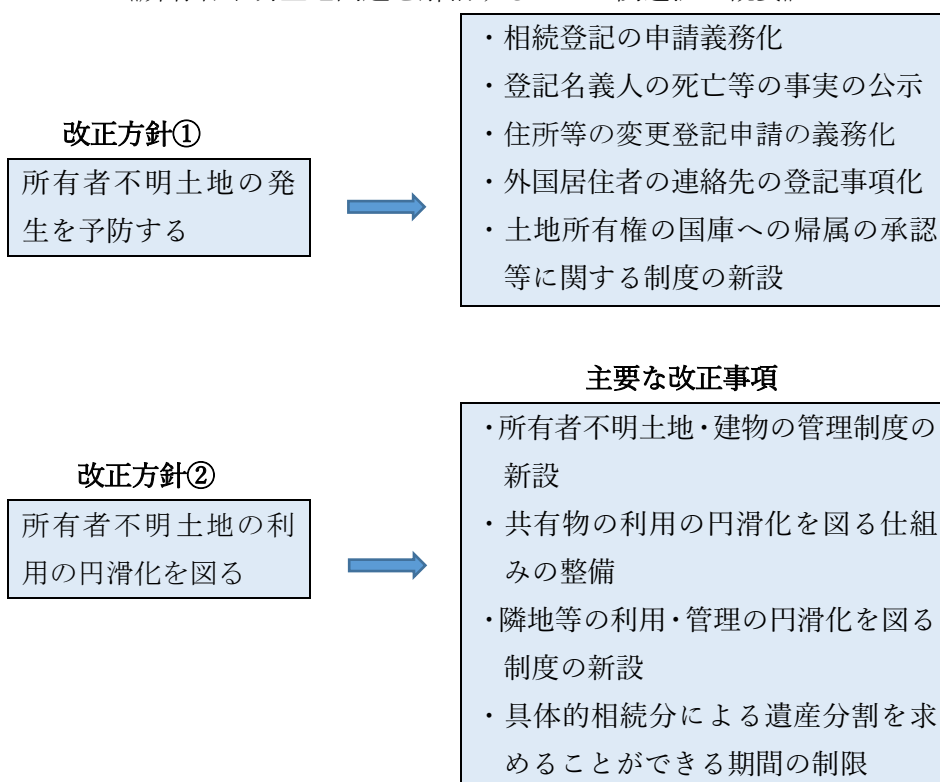 ・相続登記の申請義務化
・登記名義人の死亡等の事実の公示
・住所等の変更登記申請の義務化
・外国居住者の連絡先の登記事項化
・土地所有権の国庫への帰属の承認
等に関する制度の新設
改正方針①
所有者不明土地の発
生を予防する
主要な改正事項
・所有者不明土地・建物の管理制度の
新設
・共有物の利用の円滑化を図る仕組
みの整備
・隣地等の利用・管理の円滑化を図る
制度の新設
・具体的相続分による遺産分割を求
めることができる期間の制限
改正方針②
所有者不明土地の利
用の円滑化を図る